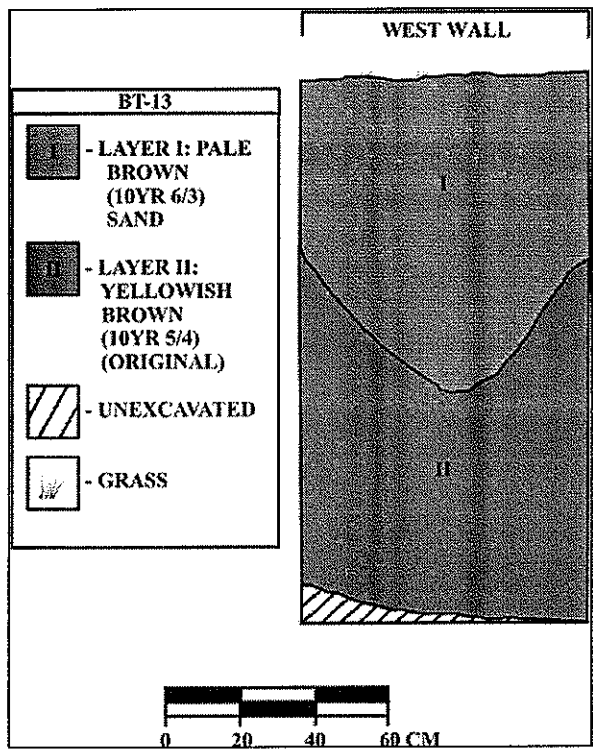 WEST WALL
BT-13
I - LAYER I: PALE
BROWN
(10YR 6/3)
SAND
II - LAYER II:
YELLOWISH
BROWN
(10YR 5/4)
(ORIGINAL)
- UNEXCAVATED
- GRASS
I
II
0 20 40 60 CM